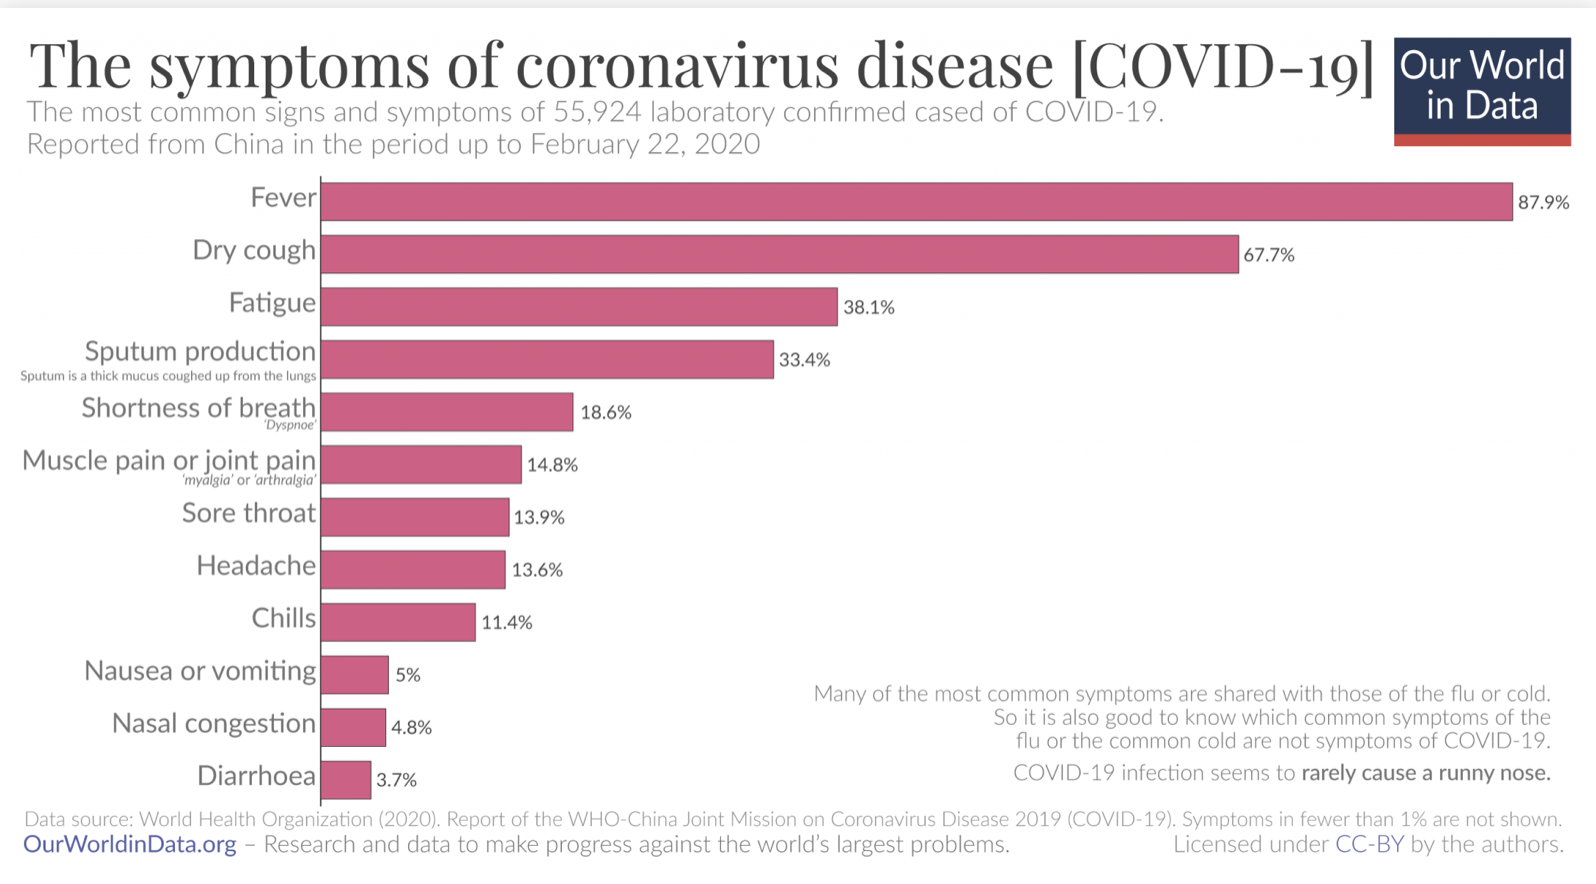 The symptoms of coronavirus disease [COVID-19]
Our World
in Data
The most common signs and symptoms of 55,924 laboratory confirmed cased of COVID-19.
Reported from China in the period up to February 22, 2020
Fever 87.9%
Dry cough 67.7%
Fatigue 38.1%
Sputum production 33.4%
Sputum is a thick mucus coughed up from the lungs
Shortness of breath 18.6%
'Dyspnoe'
Muscle pain or joint pain 14.8%
'myalgia' or 'arthralgia'
Sore throat 13.9%
Headache 13.6%
Chills 11.4%
Nausea or vomiting 5%
Nasal congestion 4.8%
Diarrhoea 3.7%
Many of the most common symptoms are shared with those of the flu or cold.
So it is also good to know which common symptoms of the
flu or the common cold are not symptoms of COVID-19.
COVID-19 infection seems to rarely cause a runny nose.
Data source: World Health Organization (2020). Report of the WHO-China Joint Mission on Coronavirus Disease 2019 (COVID-19). Symptoms in fewer than 1% are not shown.
OurWorldinData.org – Research and data to make progress against the world's largest problems. Licensed under CC-BY by the authors.